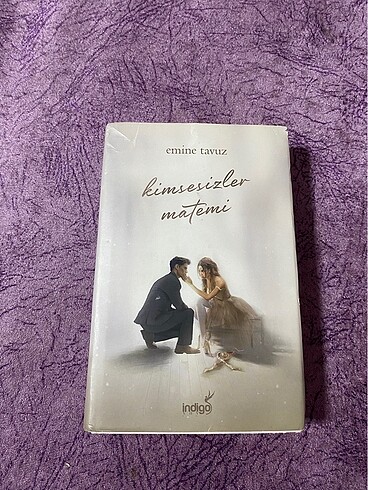 emine tavuz
kimsesizler
matemi
indigo